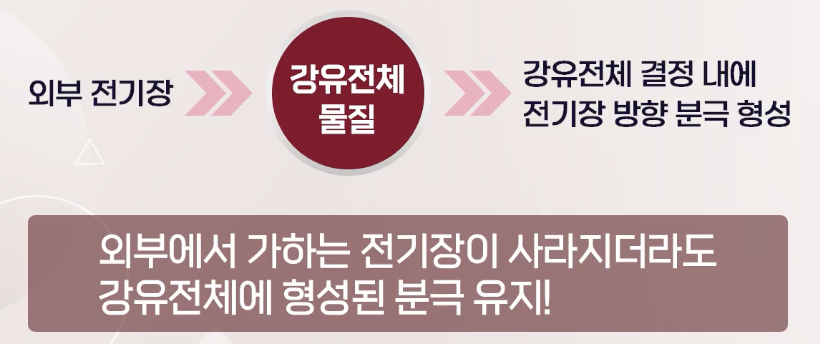 외부 전기장
강유전체
물질
강유전체 결정 내에
전기장 방향 분극 형성
외부에서 가하는 전기장이 사라지더라도
강유전체에 형성된 분극 유지!